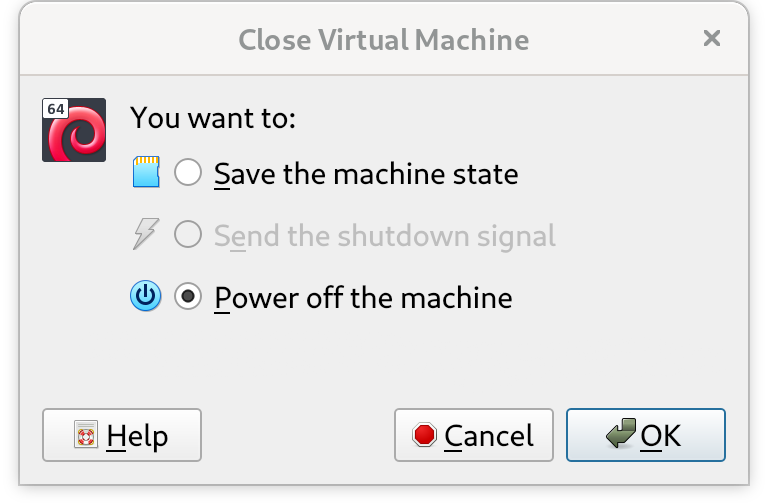 Close Virtual Machine
64
You want to:
Save the machine state
Send the shutdown signal
Power off the machine
Help
Cancel
OK